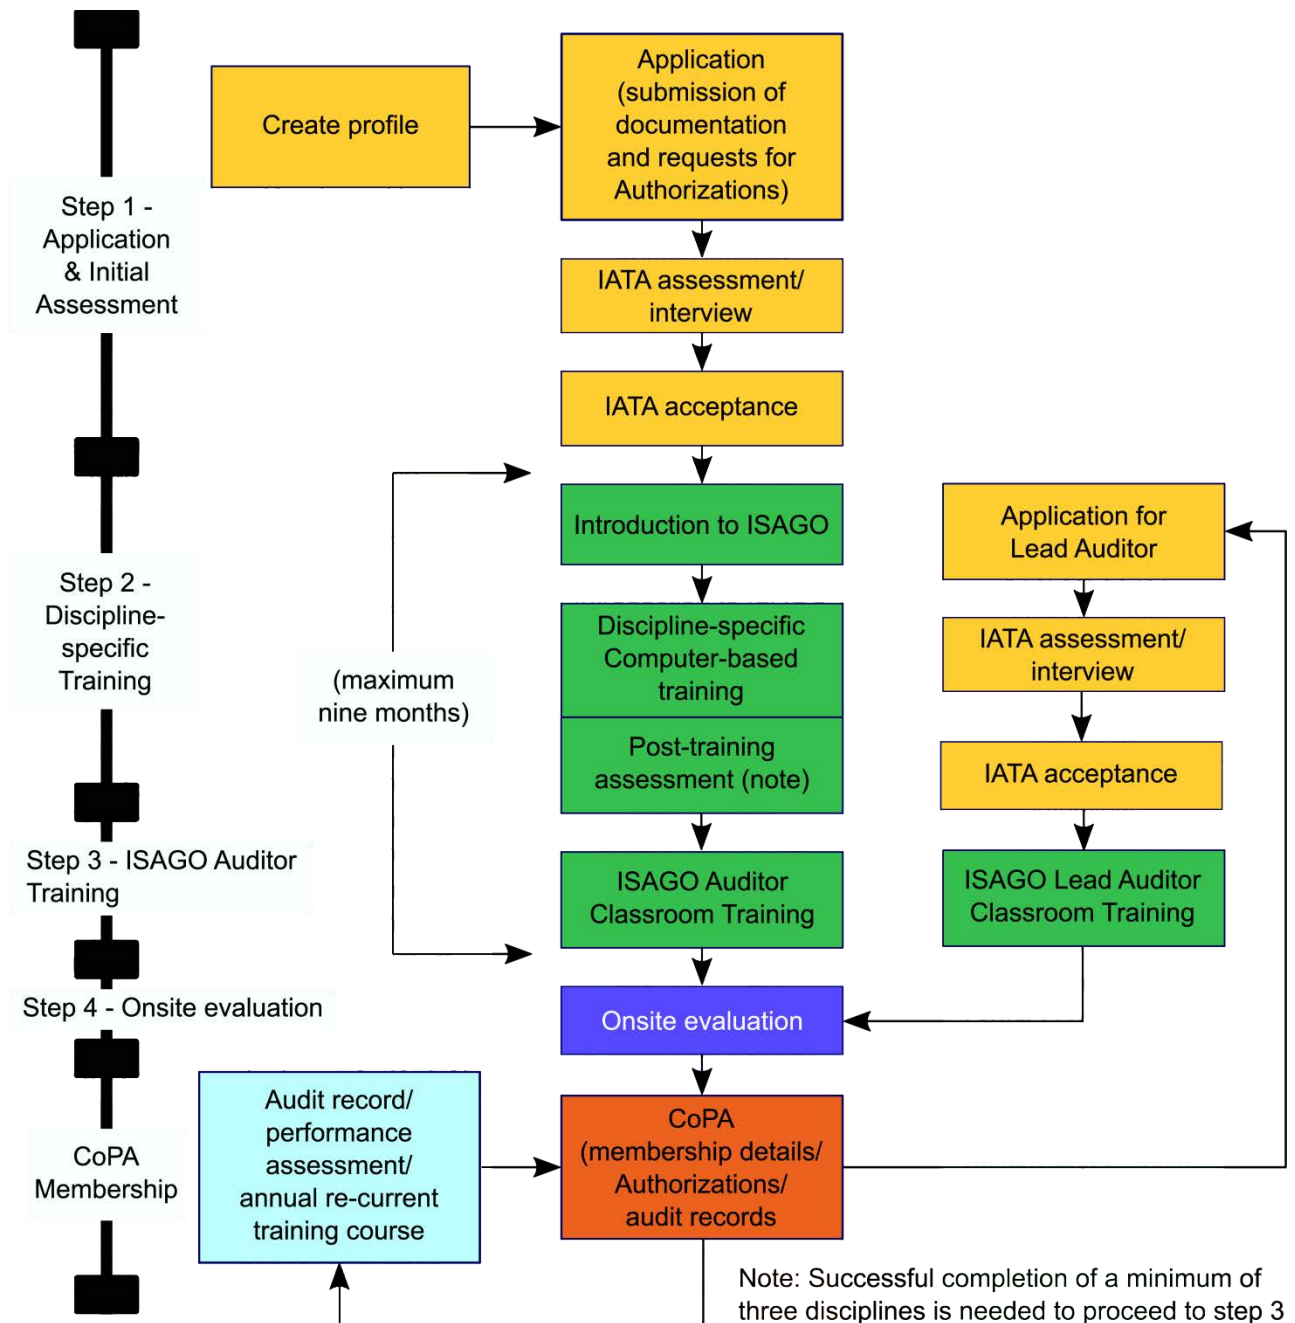 Create profile
Application
(submission of
documentation
and requests for
Authorizations)
Step 1 -
Application
& Initial
Assessment
IATA assessment/
interview
IATA acceptance
Introduction to ISAGO
Application for
Lead Auditor
Step 2 -
Discipline-
specific
Training
Discipline-specific
Computer-based
training
IATA assessment/
interview
(maximum
nine months)
Post-training
assessment (note)
IATA acceptance
Step 3 - ISAGO Auditor
Training
ISAGO Auditor
Classroom Training
ISAGO Lead Auditor
Classroom Training
Step 4 - Onsite evaluation
Onsite evaluation
CoPA
Membership
Audit record/
performance
assessment/
annual re-current
training course
CoPA
(membership details/
Authorizations/
audit records
Note: Successful completion of a minimum of
three disciplines is needed to proceed to step 3